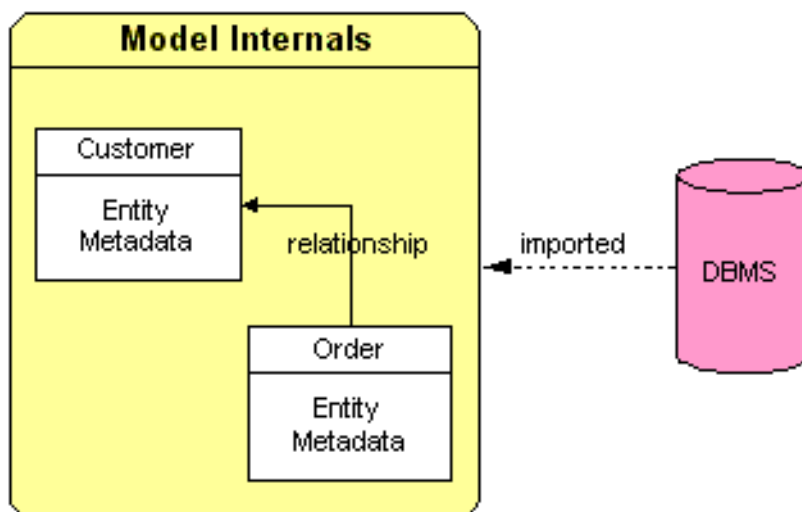 Model Internals
Customer
Entity
Metadata
relationship
imported
DBMS
Order
Entity
Metadata